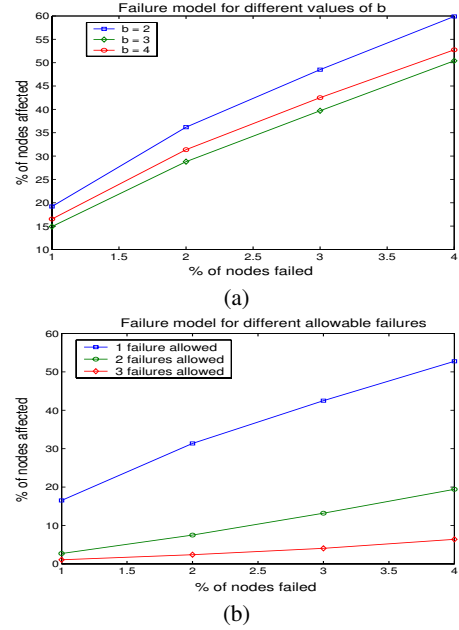 Failure model for different values of b
60
55
50
45
40
35
30
25
20
15
10
b = 2
b = 3
b = 4
% of nodes affected
1 1.5 2 2.5 3 3.5 4
% of nodes failed
(a)
Failure model for different allowable failures
60
50
40
30
20
10
0
1 failure allowed
2 failures allowed
3 failures allowed
% of nodes affected
1 1.5 2 2.5 3 3.5 4
% of nodes failed
(b)